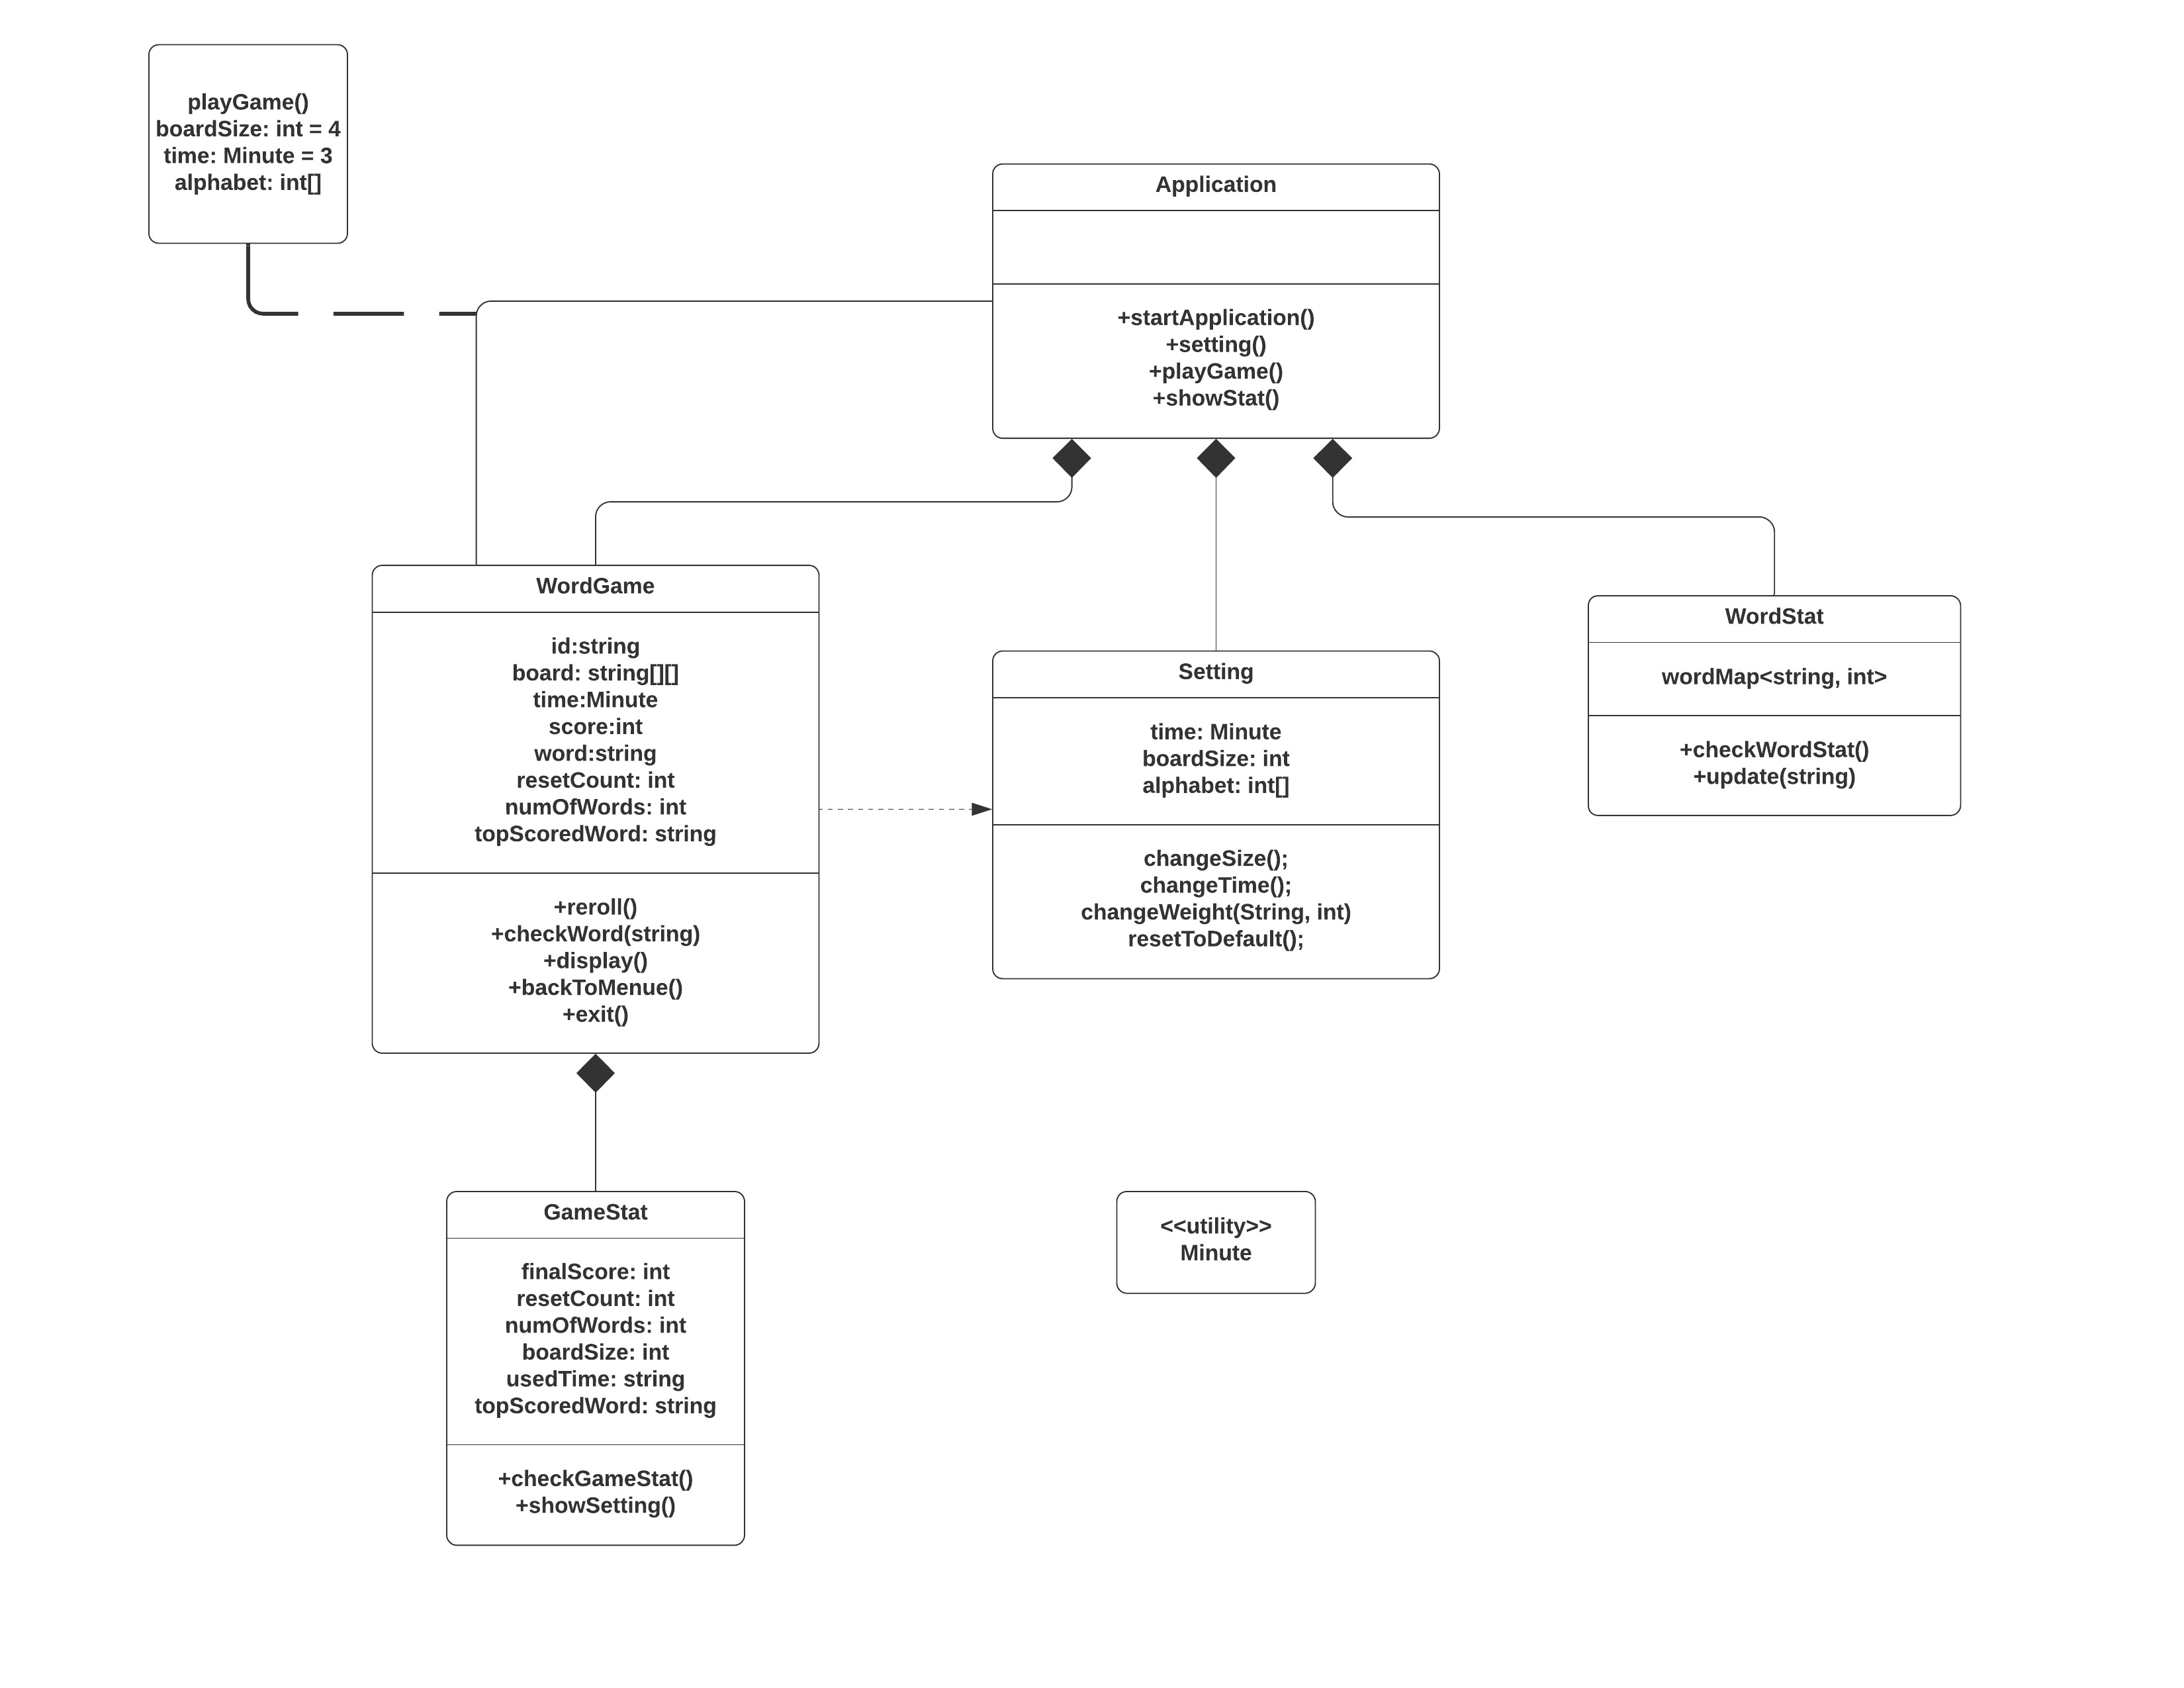 playGame()
boardSize: int = 4
time: Minute = 3
alphabet: int[]
Application
+startApplication()
+setting()
+playGame()
+showStat()
WordGame
id:string
board: string[][]
time:Minute
score:int
word:string
resetCount: int
numOfWords: int
topScoredWord: string
+reroll()
+checkWord(string)
+display()
+backToMenue()
+exit()
Setting
time: Minute
boardSize: int
alphabet: int[]
changeSize();
changeTime();
changeWeight(String, int)
resetToDefault();
WordStat
wordMap<string, int>
+checkWordStat()
+update(string)
GameStat
finalScore: int
resetCount: int
numOfWords: int
boardSize: int
usedTime: string
topScoredWord: string
+checkGameStat()
+showSetting()
<<utility>>
Minute